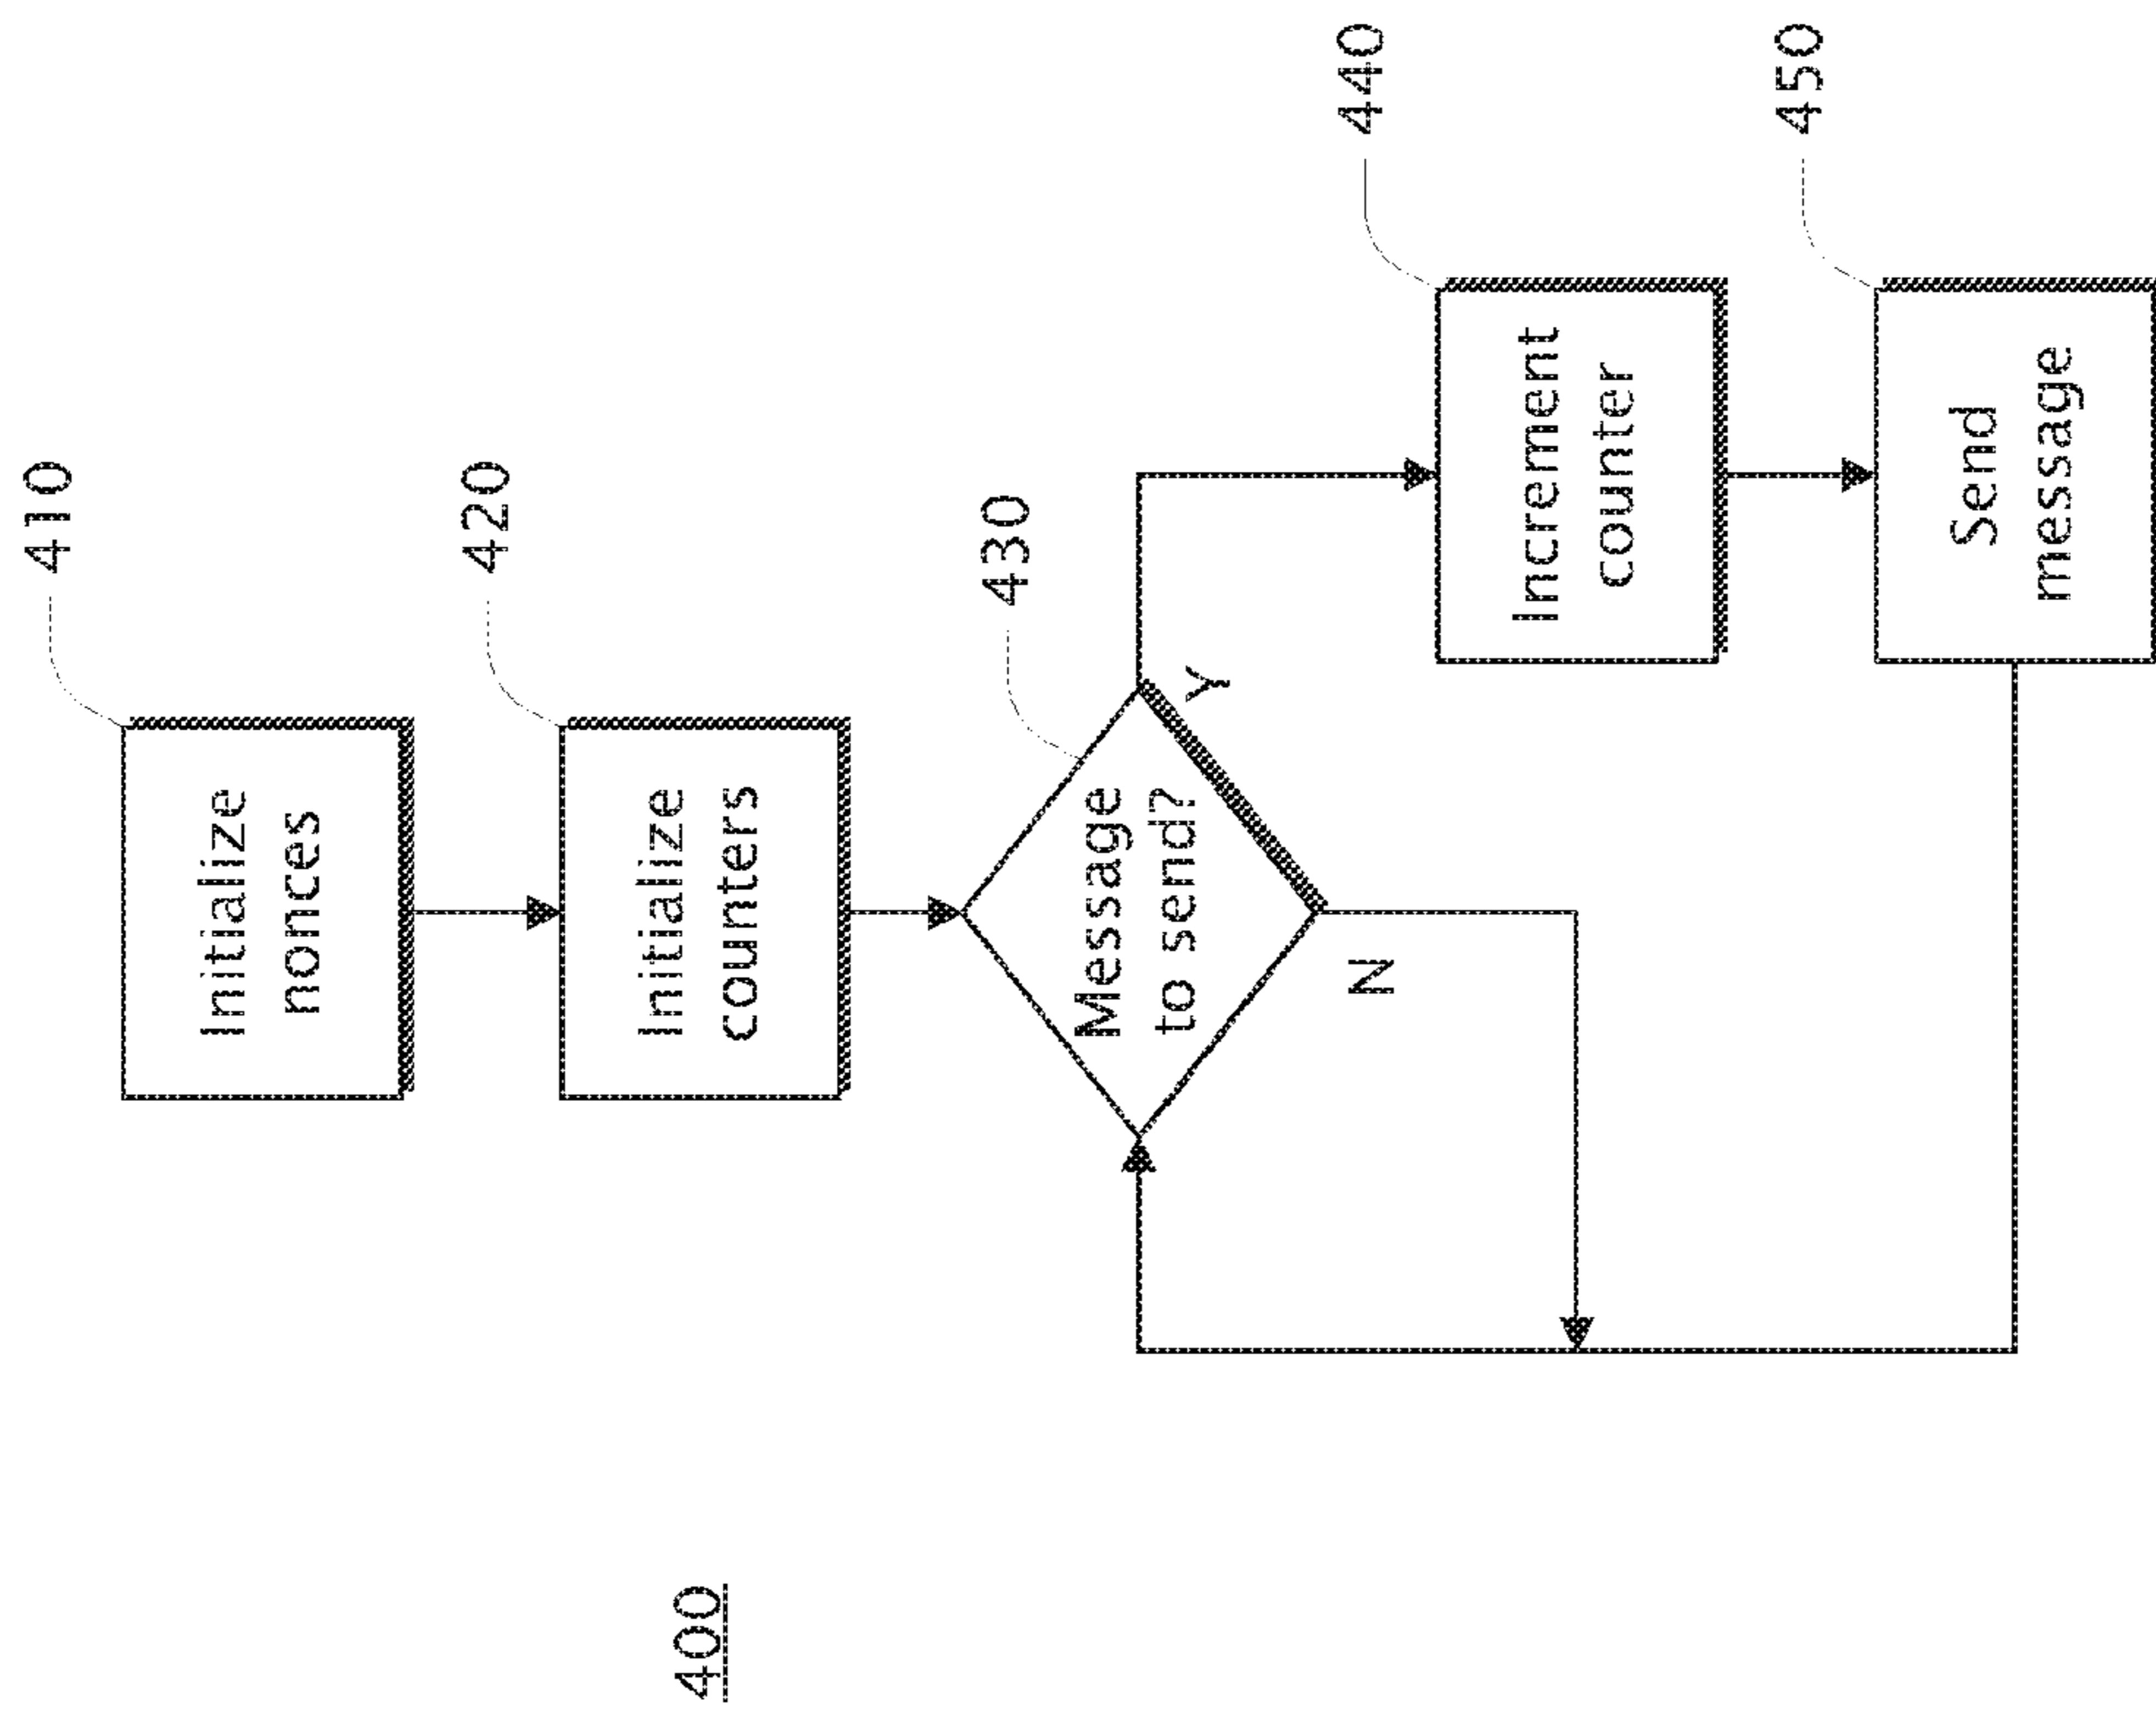 410
Initialize
nonces
420
Initialize
counters
430
Message
to send?
Y
N
440
Increment
counter
450
Send
message
400